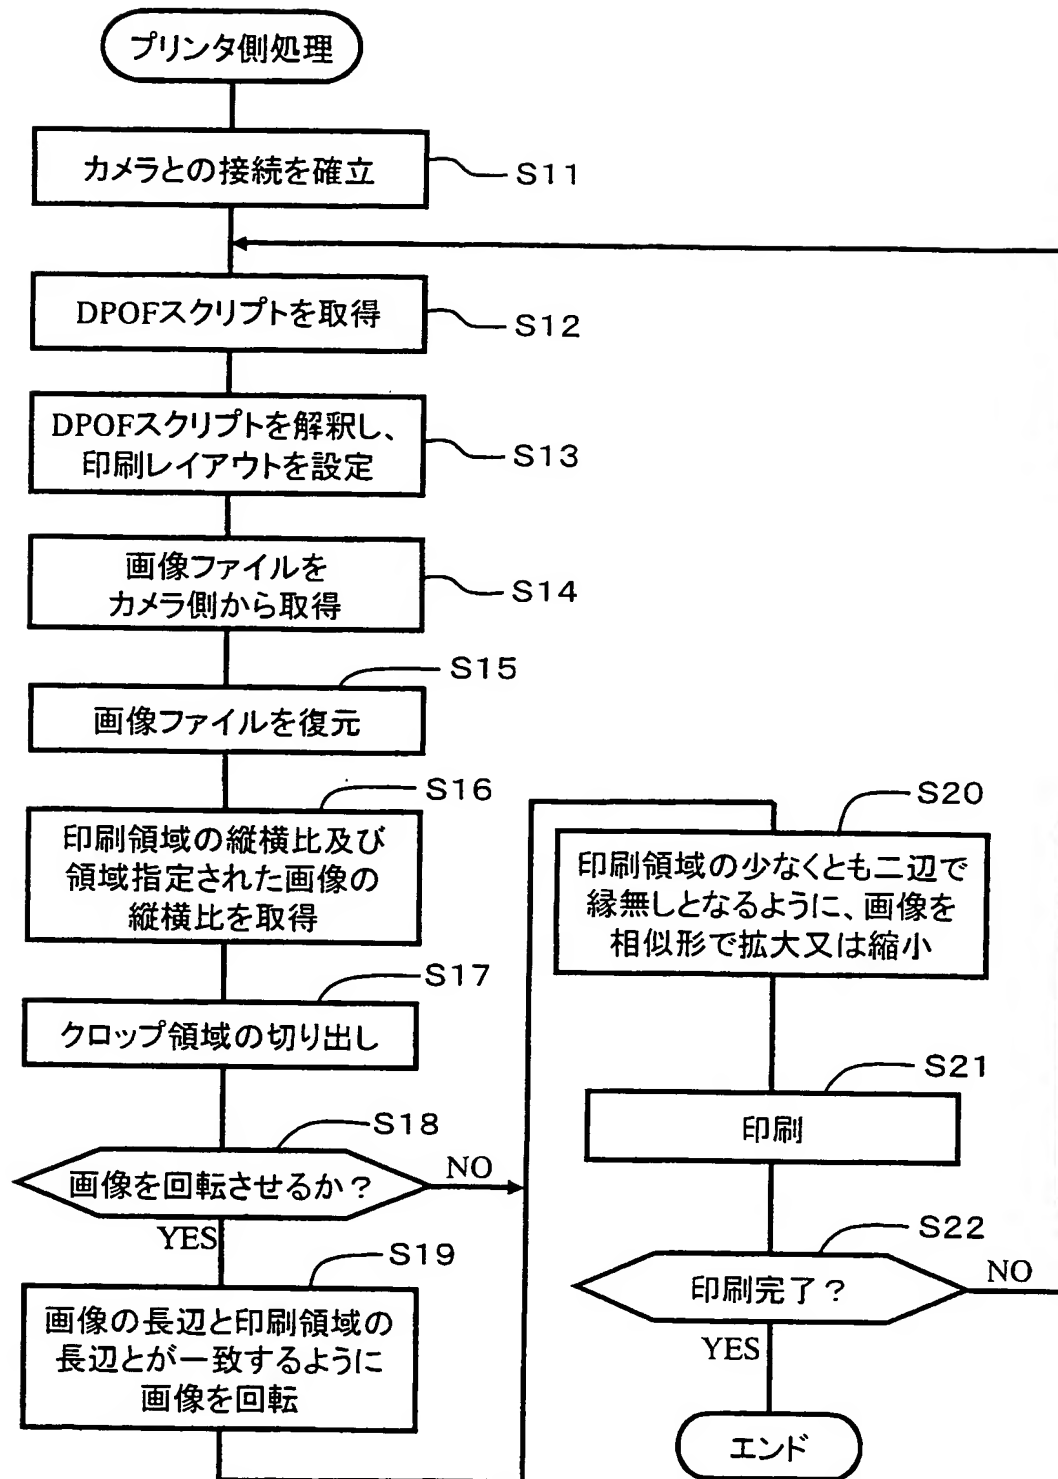 プリンタ側処理
カメラとの接続を確立
S11
DPOFスクリプトを取得
S12
DPOFスクリプトを解釈し、
印刷レイアウトを設定
S13
画像ファイルを
カメラ側から取得
S14
S15
画像ファイルを復元
S16
印刷領域の縦横比及び
領域指定された画像の
縦横比を取得
S17
クロップ領域の切り出し
S18
画像を回転させるか?
NO
YES
S19
画像の長辺と印刷領域の
長辺とが一致するように
画像を回転
S20
印刷領域の少なくとも二辺で
縁無しとなるように、画像を
相似形で拡大又は縮小
S21
印刷
S22
印刷完了?
NO
YES
エンド